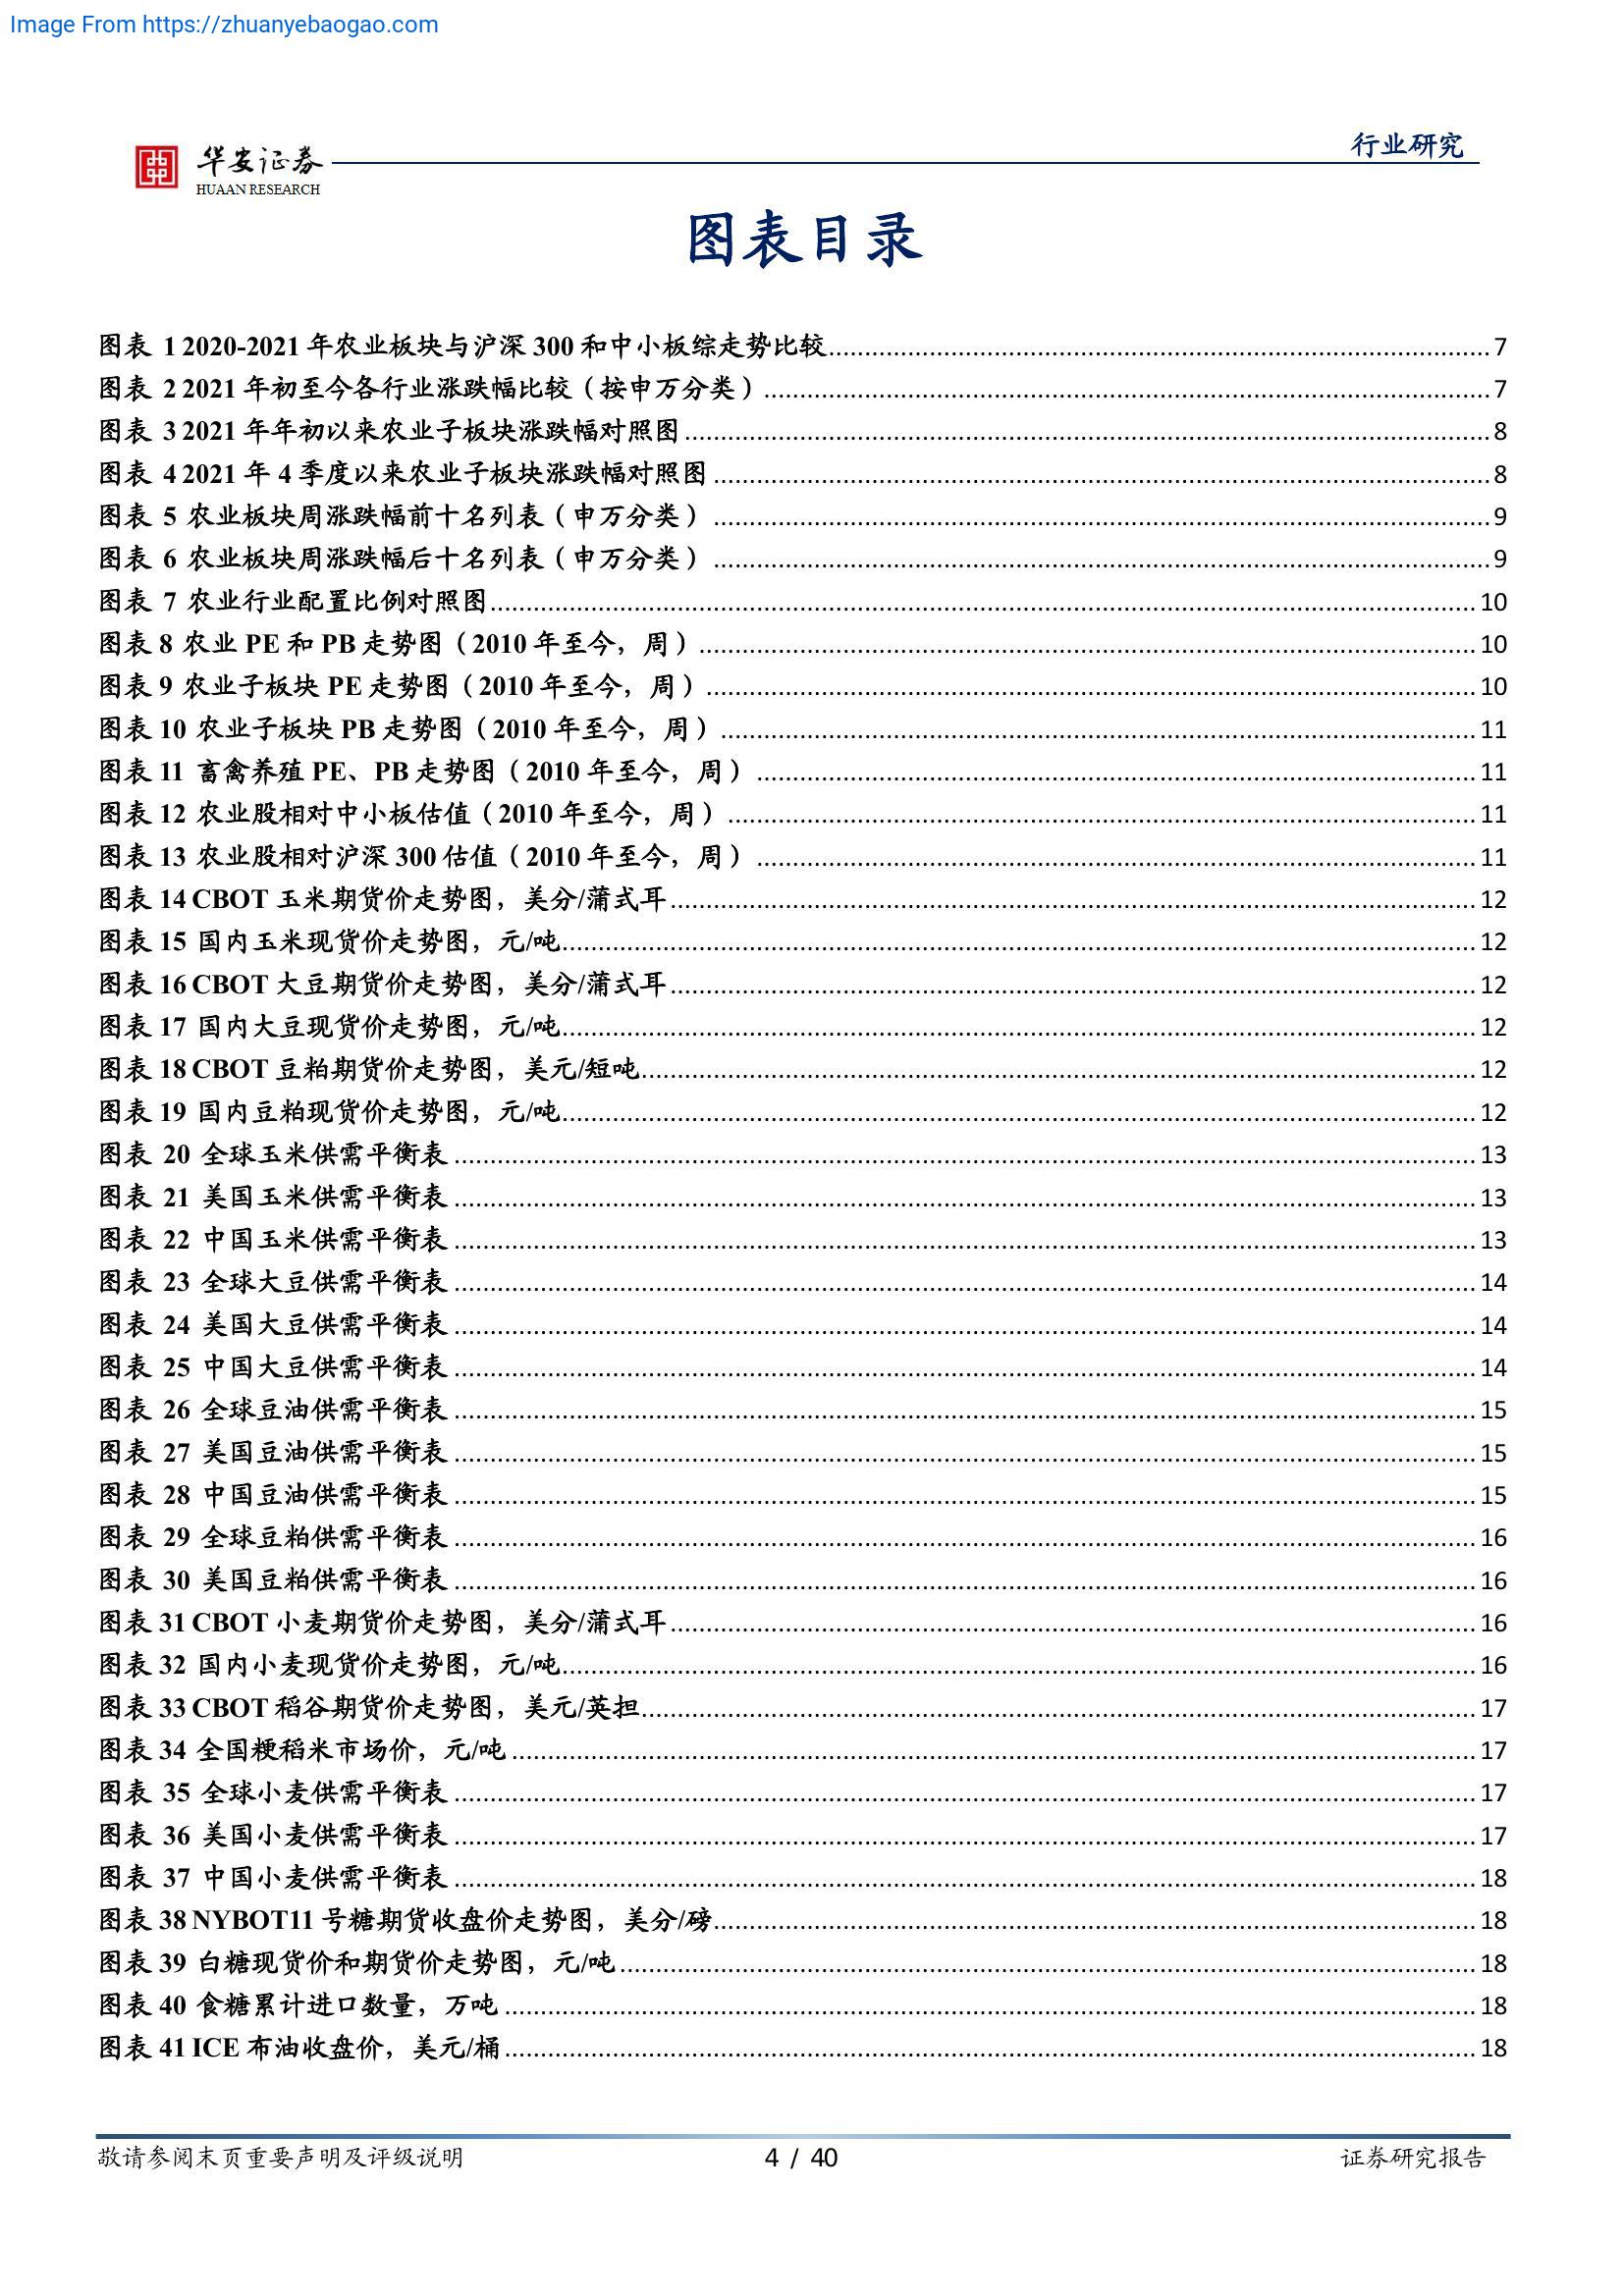 Image From https://zhuanyebaogao.com
华安证券
HUAAN RESEARCH
行业研究
图表目录
图表 1 2020-2021 年农业板块与沪深 300 和中小板综走势比较 7
图表 2 2021 年初至今各行业涨跌幅比较（按申万分类） 7
图表 3 2021 年年初以来农业子板块涨跌幅对照图 8
图表 4 2021 年 4 季度以来农业子板块涨跌幅对照图 8
图表 5 农业板块周涨跌幅前十名列表（申万分类） 9
图表 6 农业板块周涨跌幅后十名列表（申万分类） 9
图表 7 农业行业配置比例对照图 10
图表 8 农业 PE 和 PB 走势图（2010 年至今，周） 10
图表 9 农业子板块 PE 走势图（2010 年至今，周） 10
图表 10 农业子板块 PB 走势图（2010 年至今，周） 11
图表 11 畜禽养殖 PE、PB 走势图（2010 年至今，周） 11
图表 12 农业股相对中小板估值（2010 年至今，周） 11
图表 13 农业股相对沪深 300 估值（2010 年至今，周） 11
图表 14 CBOT 玉米期货价走势图，美分/蒲式耳 12
图表 15 国内玉米现货价走势图，元/吨 12
图表 16 CBOT 大豆期货价走势图，美分/蒲式耳 12
图表 17 国内大豆现货价走势图，元/吨 12
图表 18 CBOT 豆粕期货价走势图，美元/短吨 12
图表 19 国内豆粕现货价走势图，元/吨 12
图表 20 全球玉米供需平衡表 13
图表 21 美国玉米供需平衡表 13
图表 22 中国玉米供需平衡表 13
图表 23 全球大豆供需平衡表 14
图表 24 美国大豆供需平衡表 14
图表 25 中国大豆供需平衡表 14
图表 26 全球豆油供需平衡表 15
图表 27 美国豆油供需平衡表 15
图表 28 中国豆油供需平衡表 15
图表 29 全球豆粕供需平衡表 16
图表 30 美国豆粕供需平衡表 16
图表 31 CBOT 小麦期货价走势图，美分/蒲式耳 16
图表 32 国内小麦现货价走势图，元/吨 16
图表 33 CBOT 稻谷期货价走势图，美元/英担 17
图表 34 全国粳稻米市场价，元/吨 17
图表 35 全球小麦供需平衡表 17
图表 36 美国小麦供需平衡表 17
图表 37 中国小麦供需平衡表 18
图表 38 NYBOT11 号糖期货收盘价走势图，美分/磅 18
图表 39 白糖现货价和期货价走势图，元/吨 18
图表 40 食糖累计进口数量，万吨 18
图表 41 ICE 布油收盘价，美元/桶 18
敬请参阅末页重要声明及评级说明
4 / 40
证券研究报告